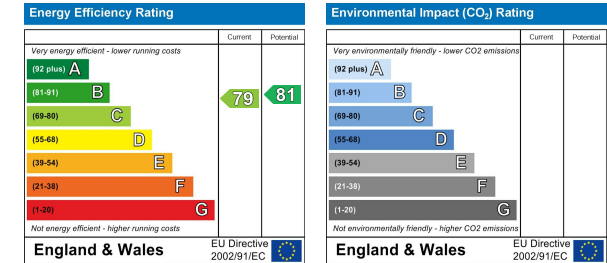 Energy Efficiency Rating
Current Potential
Very energy efficient - lower running costs
(92 plus) A
(81-91) B
79 81
(69-80) C
(55-68) D
(39-54) E
(21-38) F
(1-20) G
Not energy efficient - higher running costs
England & Wales
EU Directive
2002/91/EC
Environmental Impact (CO2) Rating
Current Potential
Very environmentally friendly - lower CO2 emissions
(92 plus) A
(81-91) B
(69-80) C
(55-68) D
(39-54) E
(21-38) F
(1-20) G
Not environmentally friendly - higher CO2 emissions
England & Wales
EU Directive
2002/91/EC